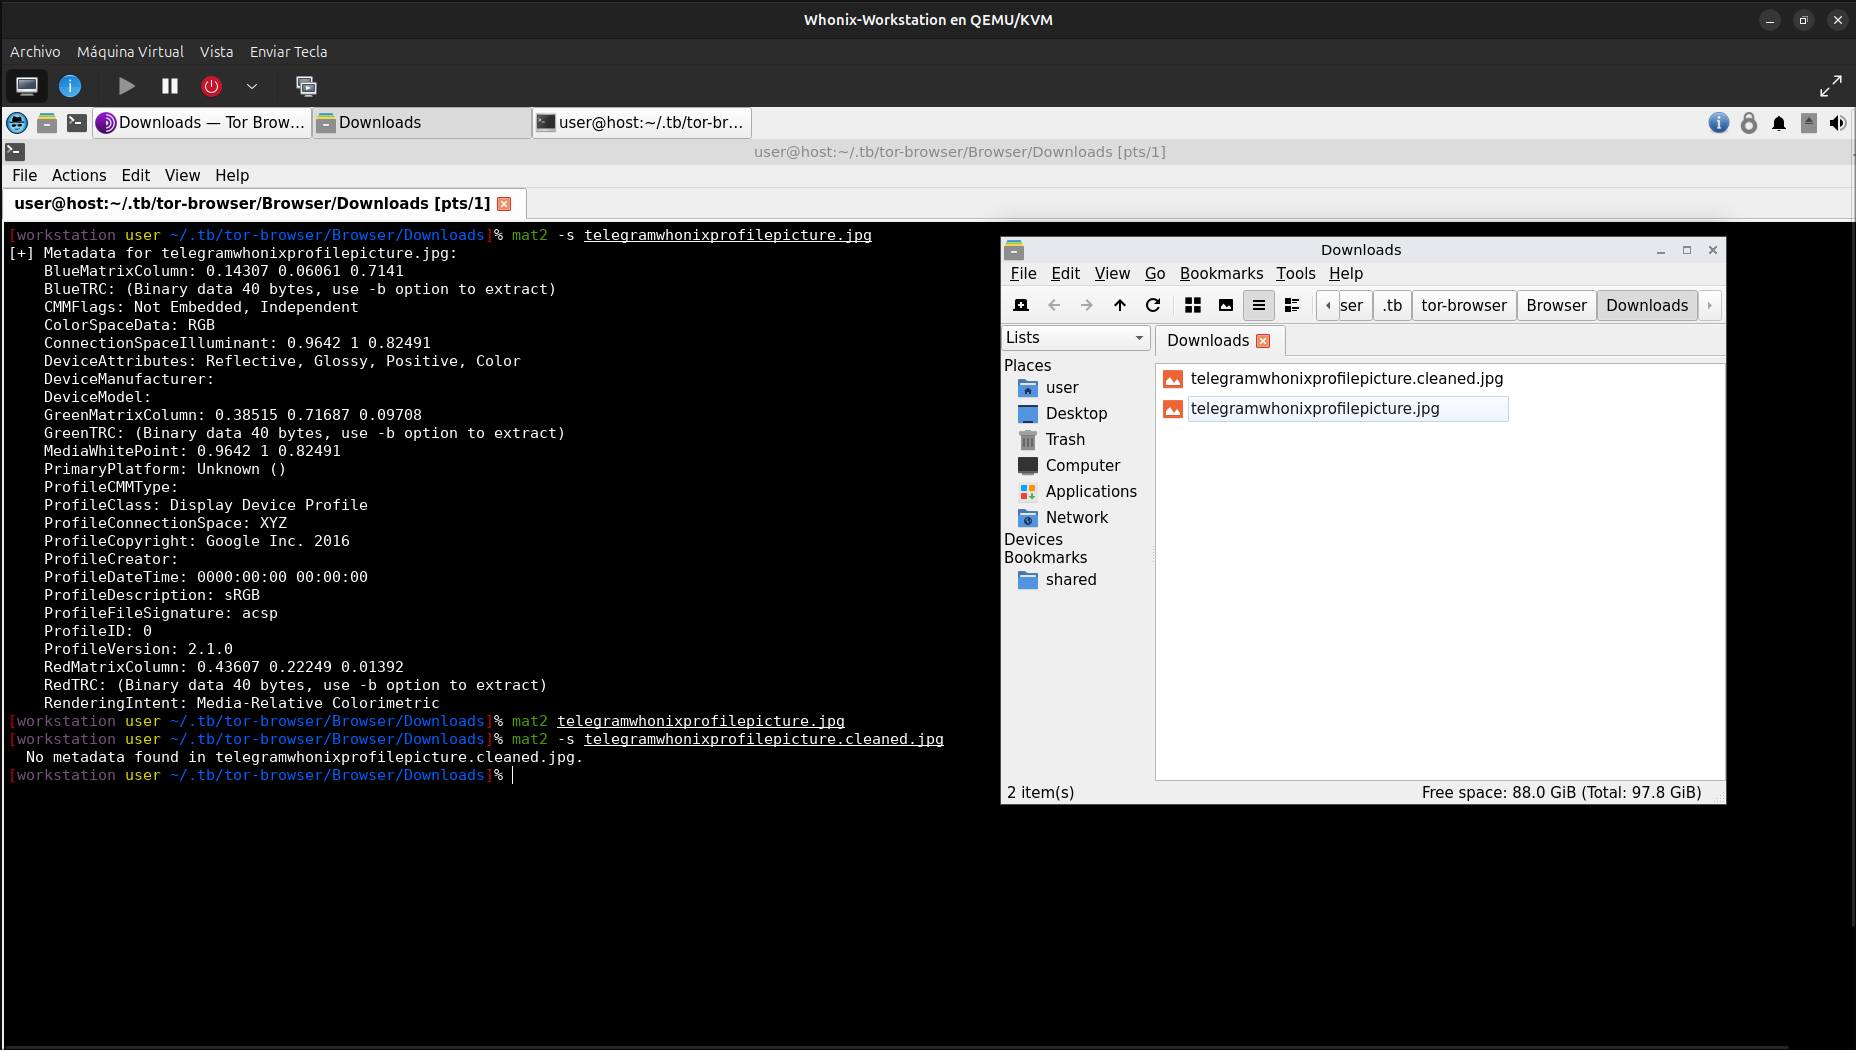 Whonix-Workstation en QEMU/KVM
Archivo Máquina Virtual Vista Enviar Tecla
Downloads — Tor Brow... Downloads user@host:~/.tb/tor-br...
user@host:~/.tb/tor-browser/Browser/Downloads [pts/1]
File Actions Edit View Help
user@host:~/.tb/tor-browser/Browser/Downloads [pts/1]
[workstation user ~/.tb/tor-browser/Browser/Downloads]% mat2 -s telegramwhonixprofilepicture.jpg
[+] Metadata for telegramwhonixprofilepicture.jpg:
BlueMatrixColumn: 0.14307 0.06061 0.7141
BlueTRC: (Binary data 40 bytes, use -b option to extract)
CMMFlags: Not Embedded, Independent
ColorSpaceData: RGB
ConnectionSpaceIlluminant: 0.9642 1 0.82491
DeviceAttributes: Reflective, Glossy, Positive, Color
DeviceManufacturer:
DeviceModel:
GreenMatrixColumn: 0.38515 0.71687 0.09708
GreenTRC: (Binary data 40 bytes, use -b option to extract)
MediaWhitePoint: 0.9642 1 0.82491
PrimaryPlatform: Unknown ()
ProfileCMMType:
ProfileClass: Display Device Profile
ProfileConnectionSpace: XYZ
ProfileCopyright: Google Inc. 2016
ProfileCreator:
ProfileDateTime: 0000:00:00 00:00:00
ProfileDescription: sRGB
ProfileFileSignature: acsp
ProfileID: 0
ProfileVersion: 2.1.0
RedMatrixColumn: 0.43607 0.22249 0.01392
RedTRC: (Binary data 40 bytes, use -b option to extract)
RenderingIntent: Media-Relative Colorimetric
[workstation user ~/.tb/tor-browser/Browser/Downloads]% mat2 telegramwhonixprofilepicture.jpg
[workstation user ~/.tb/tor-browser/Browser/Downloads]% mat2 -s telegramwhonixprofilepicture.cleaned.jpg
No metadata found in telegramwhonixprofilepicture.cleaned.jpg.
[workstation user ~/.tb/tor-browser/Browser/Downloads]%
Downloads
File Edit View Go Bookmarks Tools Help
ser .tb tor-browser Browser Downloads
Lists
Downloads
Places
user
Desktop
Trash
Computer
Applications
Network
Devices
Bookmarks
shared
telegramwhonixprofilepicture.cleaned.jpg
telegramwhonixprofilepicture.jpg
2 item(s) Free space: 88.0 GiB (Total: 97.8 GiB)